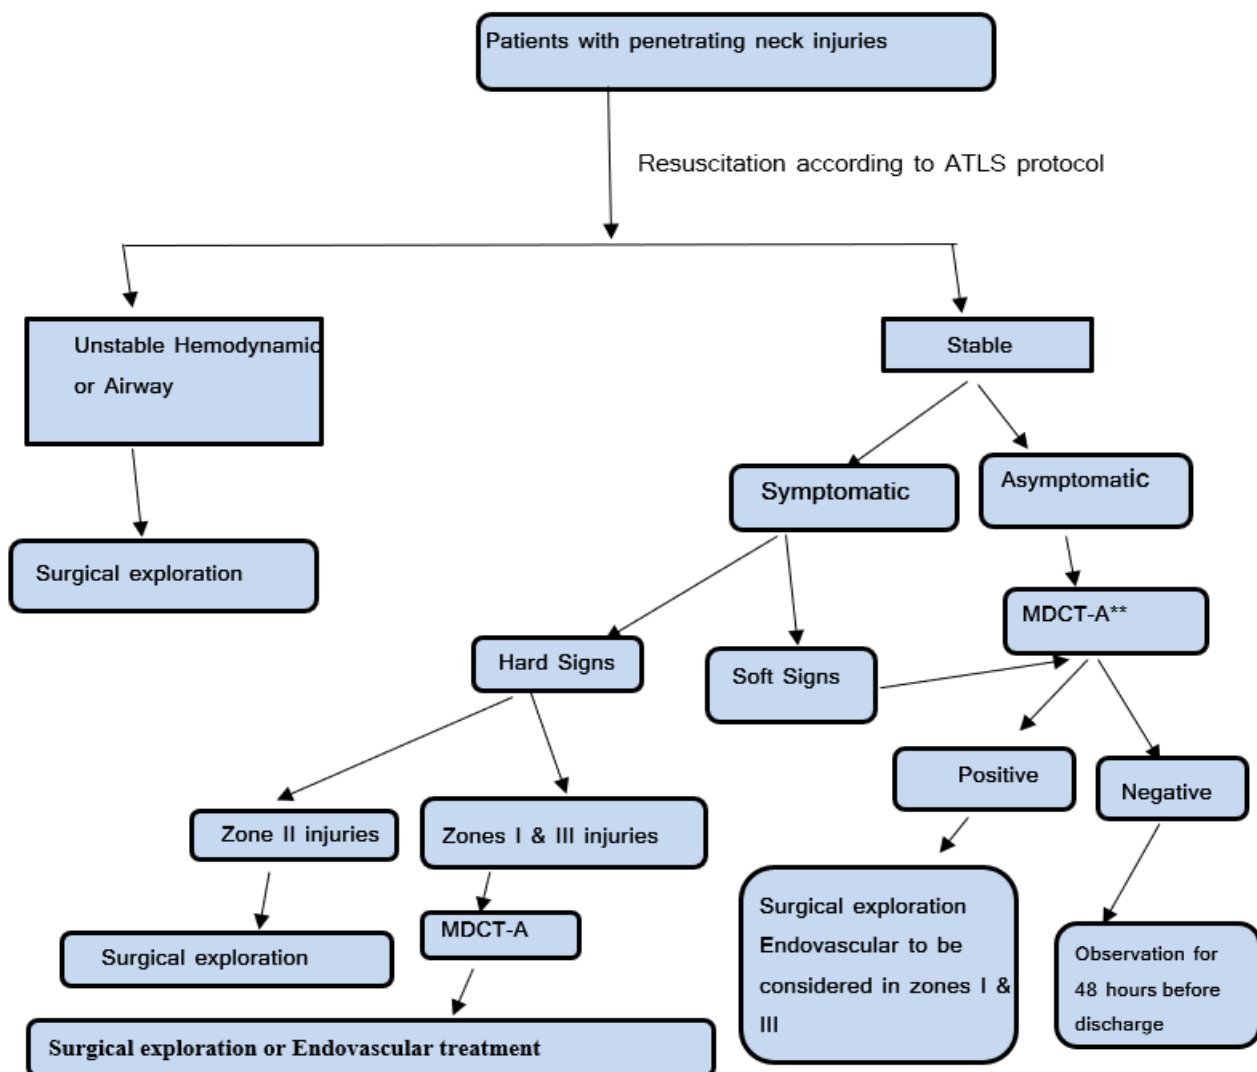 Patients with penetrating neck injuries
Resuscitation according to ATLS protocol
Unstable Hemodynamic
or Airway
Stable
Symptomatic
Asymptomatic
Surgical exploration
MDCT-A**
Hard Signs
Soft Signs
Positive
Negative
Zone II injuries
Zones I & III injuries
Surgical exploration
MDCT-A
Surgical exploration
Endovascular to be
considered in zones I &
III
Observation for
48 hours before
discharge
Surgical exploration or Endovascular treatment